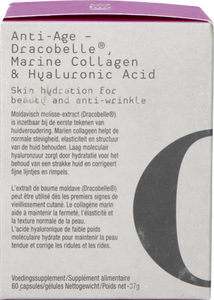 Anti-Age –
Dracobelle®,
Marine Collagen
& Hyaluronic Acid
Skin hydration for
beauty and anti-wrinkle
Moldavisch melisse-extract (Dracobelle®)
is inzetbaar bij de eerste tekenen van
huidveroudering. Marien collageen helpt de
normale stevigheid, elasticiteit en structuur
van de huid behouden. Laag moleculair
hyaluronzuur zorgt door hydratatie voor het
behoud van een strakke huid en corrigeert
fijne lijntjes en rimpels.
L'extrait de baume moldave (Dracobelle®)
peut être utilisé dès les premiers signes de
vieillissement cutané. Le collagène marin
aide à maintenir la fermeté, l'élasticité et
la texture normale de la peau.
L'acide hyaluronique de faible poids
moléculaire hydrate pour maintenir la peau
tendue et corrige les ridules et les rides.
Voedingssupplement/Supplément alimentaire
60 capsules/gélules Nettogewicht/Poids net-37g